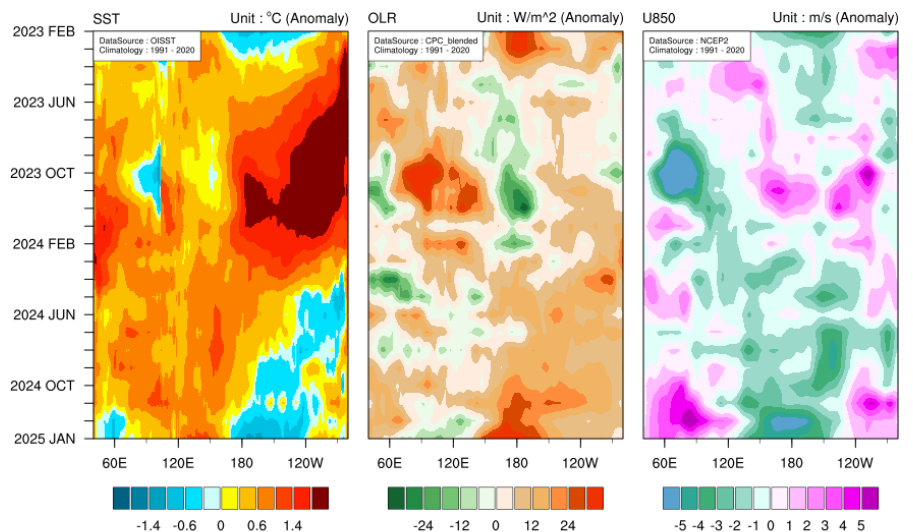 SST Unit : °C (Anomaly)
OLR Unit : W/m^2 (Anomaly)
U850 Unit : m/s (Anomaly)
DataSource : OISST
Climatology : 1991 - 2020
DataSource : CPC_blended
Climatology : 1991 - 2020
DataSource : NCEP2
Climatology : 1991 - 2020
2023 FEB
2023 JUN
2023 OCT
2024 FEB
2024 JUN
2024 OCT
2025 JAN
60E 120E 180 120W
60E 120E 180 120W
60E 120E 180 120W
-1.4 -0.6 0 0.6 1.4
-24 -12 0 12 24
-5 -4 -3 -2 -1 0 1 2 3 4 5